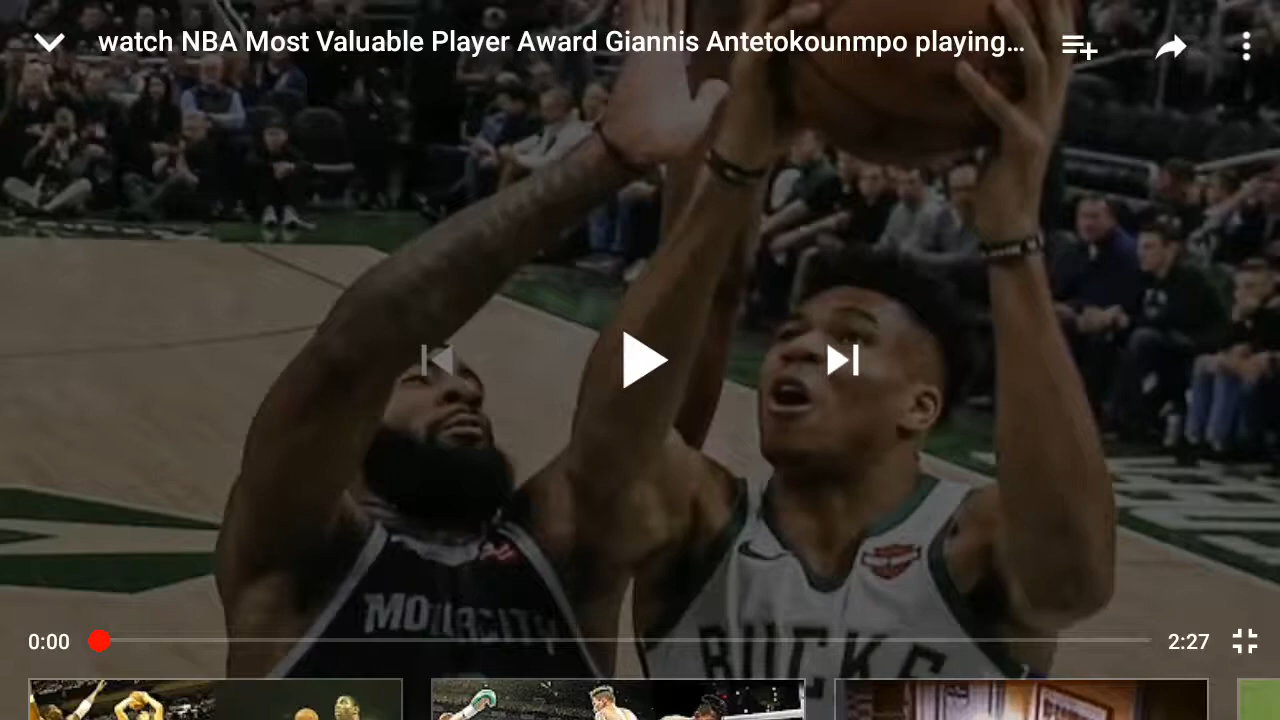 watch NBA Most Valuable Player Award Giannis Antetokounmpo playing...
MOTOR CITY
BUCKS
0:00
2:27